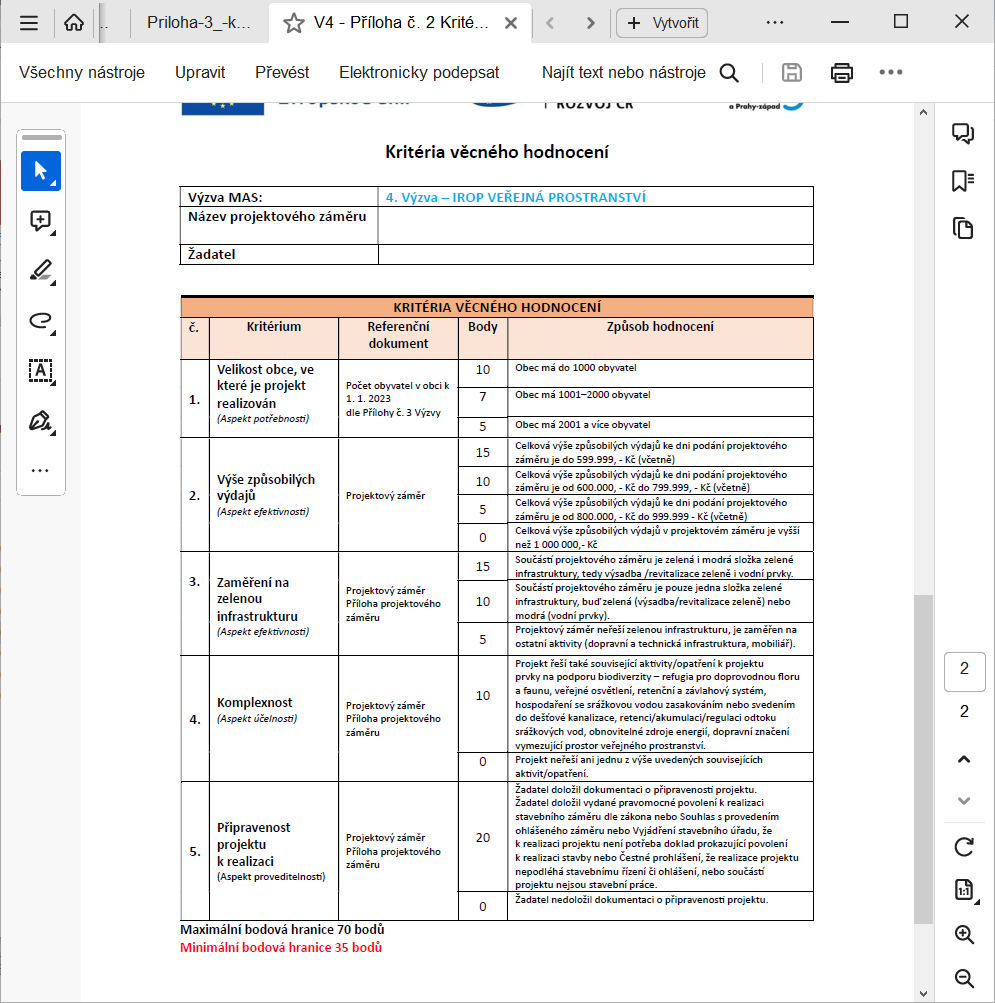 Priloha-3_-k...
V4 - Příloha č. 2 Krité...
Vytvořit
Všechny nástroje
Upravit
Převést
Elektronicky podepsat
Najít text nebo nástroje
ROZVOJ ČR
a Prahy-západ
Kritéria věcného hodnocení
Výzva MAS:
4. Výzva – IROP VEŘEJNÁ PROSTRANSTVÍ
Název projektového záměru
Žadatel
KRITÉRIA VĚCNÉHO HODNOCENÍ
č.
Kritérium
Referenční
dokument
Body
Způsob hodnocení
1.
Velikost obce, ve
které je projekt
realizován
(Aspekt potřebnosti)
Počet obyvatel v obci k
1. 1. 2023
dle Přílohy č. 3 Výzvy
10
Obec má do 1000 obyvatel
7
Obec má 1001–2000 obyvatel
5
Obec má 2001 a více obyvatel
2.
Výše způsobilých
výdajů
(Aspekt efektivnosti)
Projektový záměr
15
Celková výše způsobilých výdajů ke dni podání projektového
záměru je do 599.999, - Kč (včetně)
10
Celková výše způsobilých výdajů ke dni podání projektového
záměru je od 600.000, - Kč do 799.999, - Kč (včetně)
5
Celková výše způsobilých výdajů ke dni podání projektového
záměru je od 800.000, - Kč do 999.999 - Kč (včetně)
0
Celková výše způsobilých výdajů v projektovém záměru je vyšší
než 1 000 000,- Kč
3.
Zaměření na
zelenou
infrastrukturu
(Aspekt efektivnosti)
Projektový záměr
Příloha projektového
záměru
15
Součástí projektového záměru je zelená i modrá složka zelené
infrastruktury, tedy výsadba /revitalizace zeleně i vodní prvky.
10
Součástí projektového záměru je pouze jedna složka zelené
infrastruktury, buď zelená (výsadba/revitalizace zeleně) nebo
modrá (vodní prvky).
5
Projektový záměr neřeší zelenou infrastrukturu, je zaměřen na
ostatní aktivity (dopravní a technická infrastruktura, mobiliář).
4.
Komplexnost
(Aspekt účelnosti)
Projektový záměr
Příloha projektového
záměru
10
Projekt řeší také související aktivity/opatření k projektu
prvky na podporu biodiverzity – refugia pro doprovodnou floru
a faunu, veřejné osvětlení, retenční a závlahový systém,
hospodaření se srážkovou vodou zasakováním nebo svedením
do dešťové kanalizace, retenci/akumulaci/regulaci odtoku
srážkových vod, obnovitelné zdroje energií, dopravní značení
vymezující prostor veřejného prostranství.
0
Projekt neřeší ani jednu z výše uvedených souvisejících
aktivit/opatření.
5.
Připravenost
projektu
k realizaci
(Aspekt proveditelnosti)
Projektový záměr
Příloha projektového
záměru
20
Žadatel doložil dokumentaci o připravenosti projektu.
Žadatel doložil vydané pravomocné povolení k realizaci
stavebního záměru dle zákona nebo Souhlas s provedením
ohlášeného záměru nebo Vyjádření stavebního úřadu, že
k realizaci projektu není potřeba doklad prokazující povolení
k realizaci stavby nebo Čestné prohlášení, že realizace projektu
nepodléhá stavebnímu řízení či ohlášení, nebo součástí
projektu nejsou stavební práce.
0
Žadatel nedoložil dokumentaci o připravenosti projektu.
Maximální bodová hranice 70 bodů
Minimální bodová hranice 35 bodů
2
2
1:1